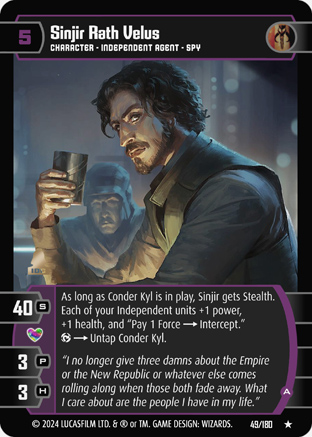 5
Sinjir Rath Velus
CHARACTER - INDEPENDENT AGENT - SPY
40 S
As long as Conder Kyl is in play, Sinjir gets Stealth.
Each of your Independent units +1 power,
+1 health, and “Pay 1 Force → Intercept.”
→ Untap Conder Kyl.
3 P
3 H
“I no longer give three damns about the Empire
or the New Republic or whatever else comes
rolling along when those both fade away. What
I care about are the people I have in my life.”
A
© 2024 LUCASFILM LTD. & ® or TM. GAME DESIGN: WIZARDS.
49/180